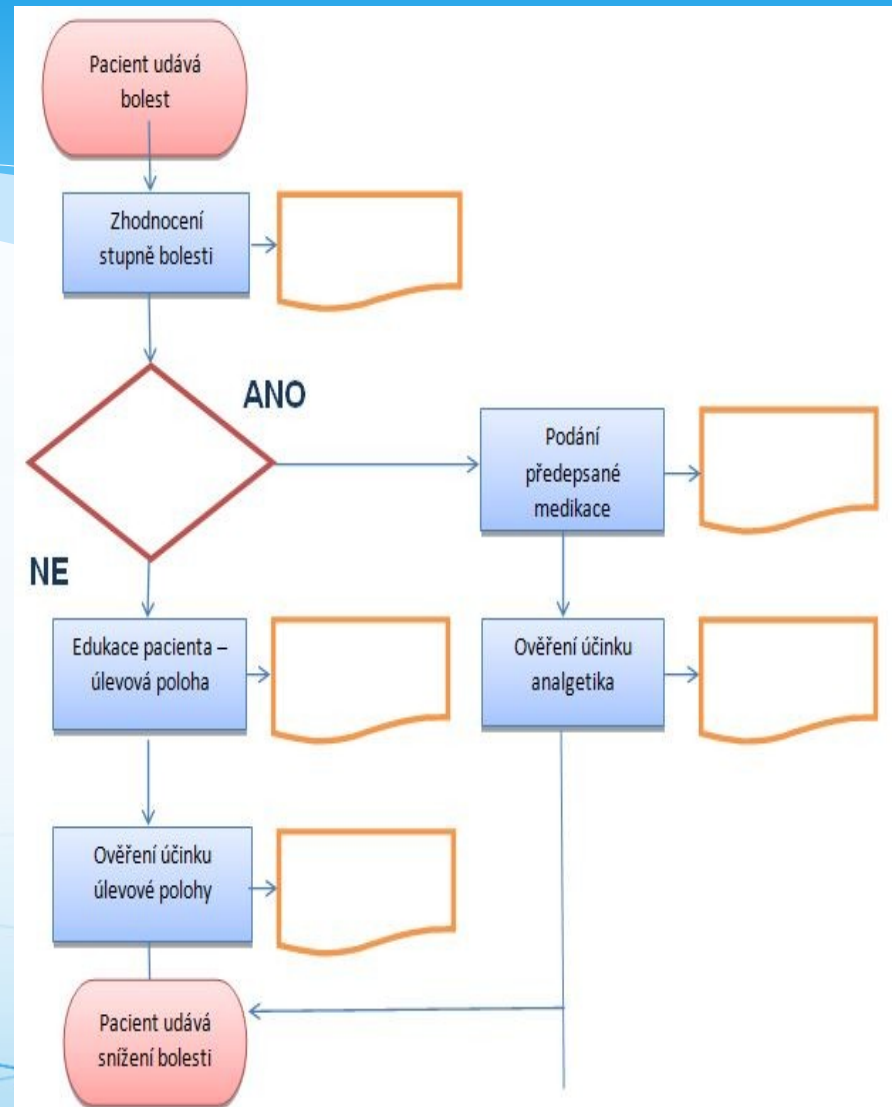 Pacient udává
bolest
Zhodnocení
stupně bolesti
ANO
Podání
předepsané
medikace
NE
Edukace pacienta –
úlevová poloha
Ověření účinku
analgetika
Ověření účinku
úlevové polohy
Pacient udává
snížení bolesti